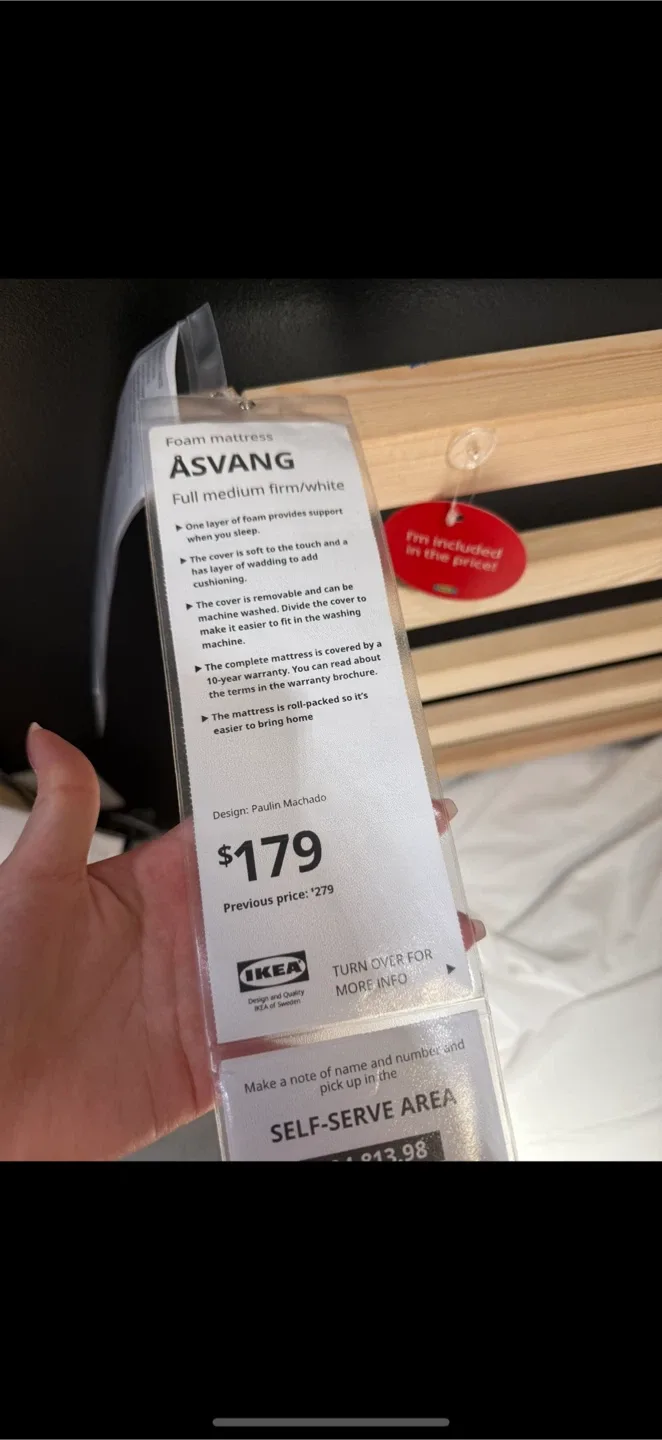 Foam mattress
ÅSVANG
Full medium firm/white
▶ One layer of foam provides support
when you sleep.
▶ The cover is soft to the touch and a
has layer of wadding to add
cushioning.
▶ The cover is removable and can be
machine washed. Divide the cover to
make it easier to fit in the washing
machine.
▶ The complete mattress is covered by a
10-year warranty. You can read about
the terms in the warranty brochure.
▶ The mattress is roll-packed so it's
easier to bring home
Design: Paulin Machado
$179
Previous price: $279
IKEA
Design and Quality
IKEA of Sweden
TURN OVER FOR
MORE INFO ▶
Make a note of name and number and
pick up in the
SELF-SERVE AREA
813.98
I'm included
in the price!